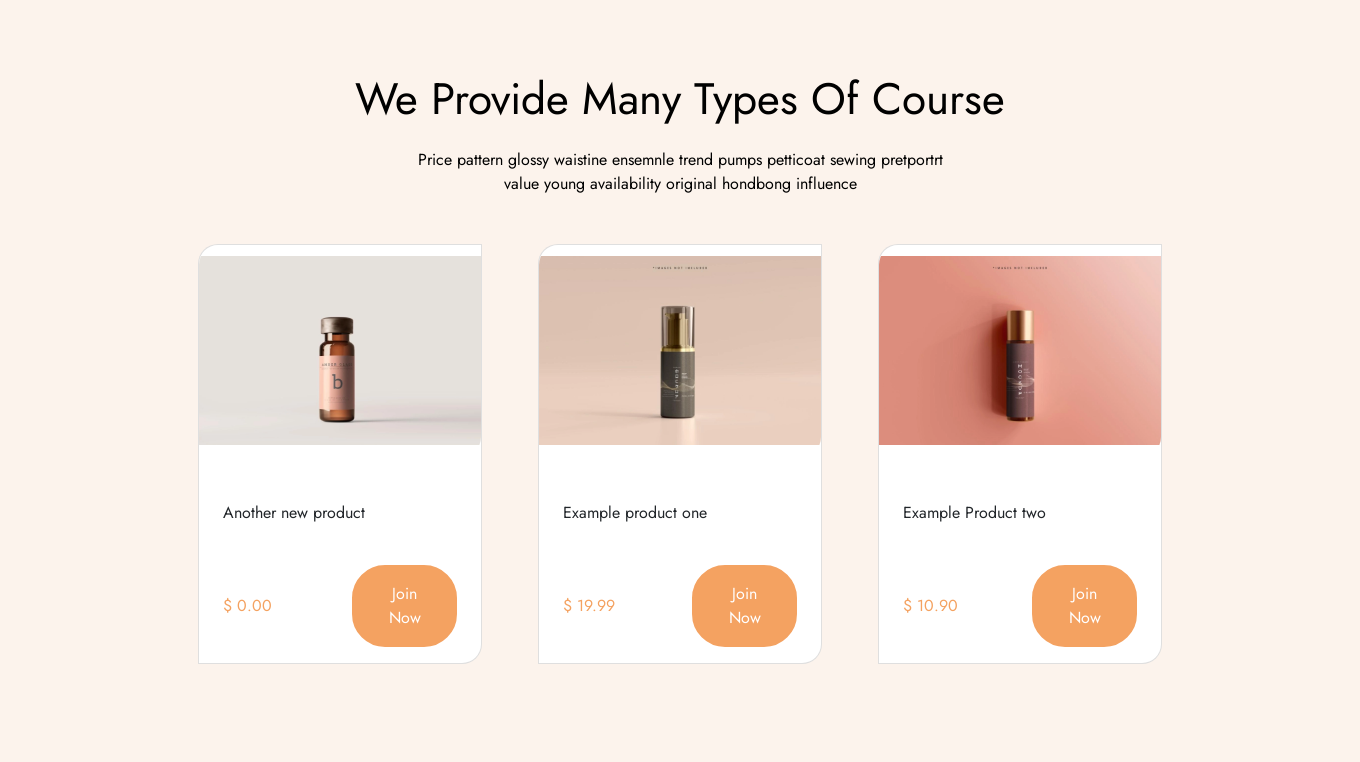 We Provide Many Types Of Course
Price pattern glossy waistine ensemnle trend pumps petticoat sewing pretportrt
value young availability original hondbong influence
b
Another new product
Example product one
Example Product two
$ 0.00
Join
Now
$ 19.99
Join
Now
$ 10.90
Join
Now